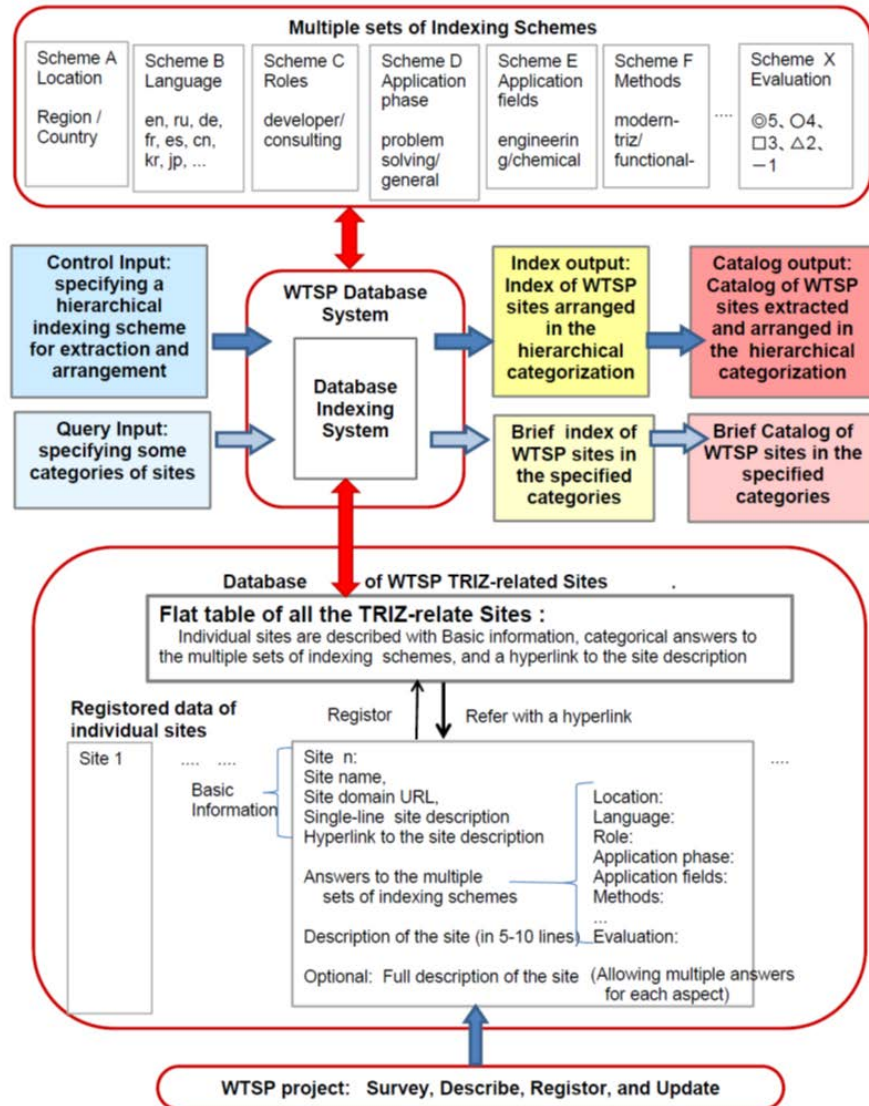 Multiple sets of Indexing Schemes
Scheme A
Location
Region /
Country
Scheme B
Language
en, ru, de,
fr, es, cn,
kr, jp, ...
Scheme C
Roles
developer/
consulting
Scheme D
Application
phase
problem
solving/
general
Scheme E
Application
fields
engineerin
g/chemical
Scheme F
Methods
modern-
triz/
functional-
....
Scheme X
Evaluation
◎5、○4、
□3、△2、
－1
Control Input:
specifying a
hierarchical
indexing scheme
for extraction and
arrangement
WTSP Database
System
Database
Indexing
System
Index output:
Index of WTSP
sites arranged
in the
hierarchical
categorization
Catalog output:
Catalog of WTSP
sites extracted
and arranged in
the hierarchical
categorization
Query Input:
specifying some
categories of sites
Brief index of
WTSP sites in
the specified
categories
Brief Catalog of
WTSP sites in the
specified
categories
Database of WTSP TRIZ-related Sites .
Flat table of all the TRIZ-relate Sites :
Individual sites are described with Basic information, categorical answers to
the multiple sets of indexing schemes, and a hyperlink to the site description
Registor
Refer with a hyperlink
Registored data of
individual sites
Site 1
.... ....
Basic
Information
Site n:
Site name,
Site domain URL,
Single-line site description
Hyperlink to the site description
Answers to the multiple
sets of indexing schemes
Description of the site (in 5-10 lines)
Optional: Full description of the site
Location:
Language:
Role:
Application phase:
Application fields:
Methods:
...
Evaluation:
(Allowing multiple answers
for each aspect)
....
WTSP project: Survey, Describe, Registor, and Update